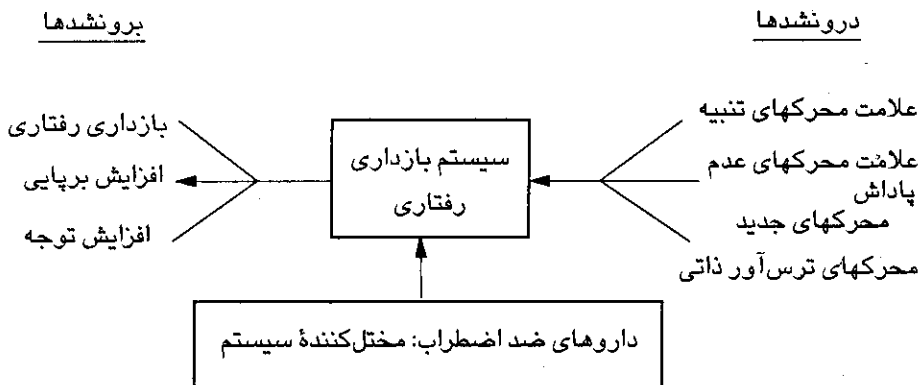 درونشدها
برونشدها
علامت محرکهای تنبیه
علامت محرکهای عدم
پاداش
محرکهای جدید
محرکهای ترس‌آور ذاتی
سیستم بازداری
رفتاری
بازداری رفتاری
افزایش برپایی
افزایش توجه
داروهای ضد اضطراب: مختل‌کنندهٔ سیستم